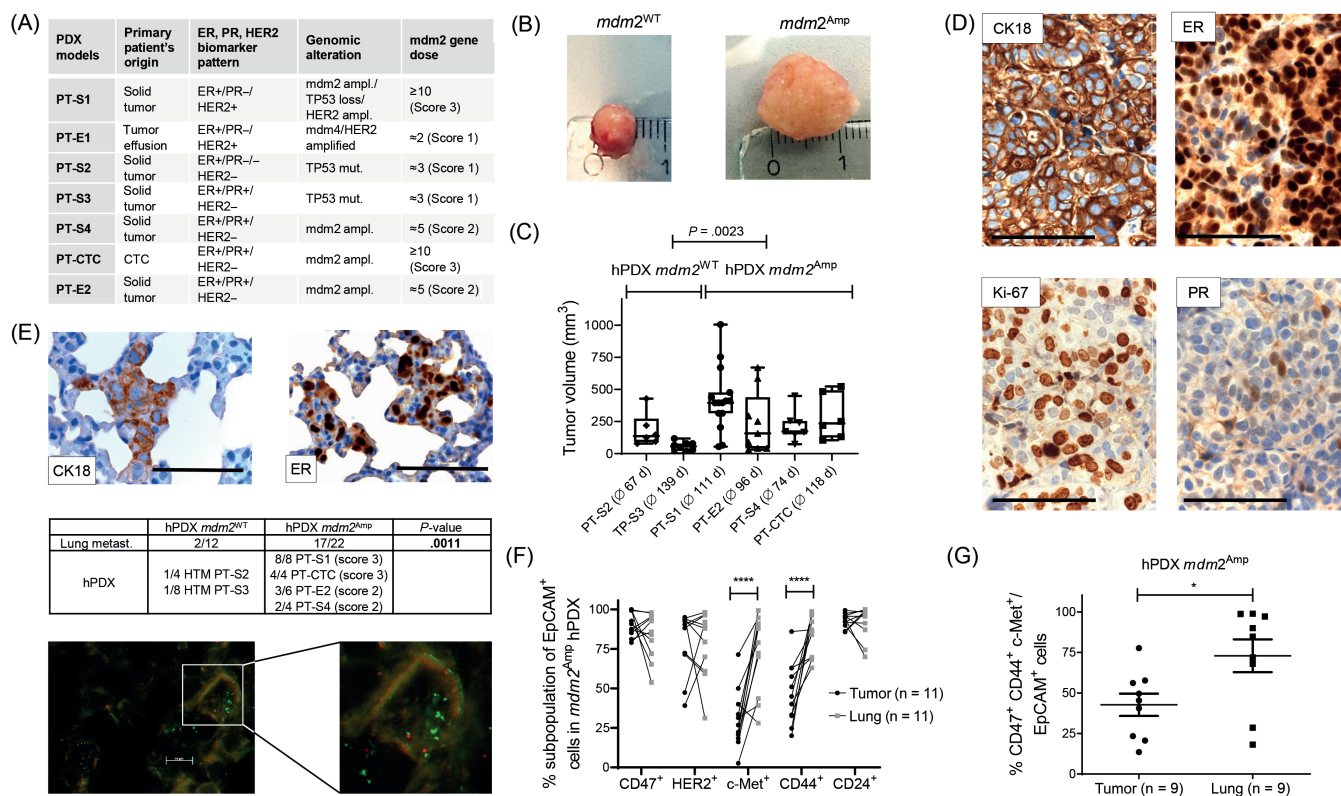 (A)
PDX models | Primary patient's origin | ER, PR, HER2 biomarker pattern | Genomic alteration | mdm2 gene dose
PT-S1 | Solid tumor | ER+/PR–/ HER2+ | mdm2 ampl./ TP53 loss/ HER2 ampl. | ≥10 (Score 3)
PT-E1 | Tumor effusion | ER+/PR–/ HER2+ | mdm4/HER2 amplified | ≈2 (Score 1)
PT-S2 | Solid tumor | ER+/PR–/– HER2– | TP53 mut. | ≈3 (Score 1)
PT-S3 | Solid tumor | ER+/PR+/ HER2– | TP53 mut. | ≈3 (Score 1)
PT-S4 | Solid tumor | ER+/PR+/ HER2– | mdm2 ampl. | ≈5 (Score 2)
PT-CTC | CTC | ER+/PR+/ HER2– | mdm2 ampl. | ≥10 (Score 3)
PT-E2 | Solid tumor | ER+/PR+/ HER2– | mdm2 ampl. | ≈5 (Score 2)
(B)
mdm2WT
mdm2Amp
0 1
0 1
(C)
P = .0023
hPDX mdm2WT hPDX mdm2Amp
Tumor volume (mm3)
1000
750
500
250
0
PT-S2 (Ø 67 d)
TP-S3 (Ø 139 d)
PT-S1 (Ø 111 d)
PT-E2 (Ø 96 d)
PT-S4 (Ø 74 d)
PT-CTC (Ø 118 d)
(D)
CK18
ER
Ki-67
PR
(E)
CK18
ER
hPDX mdm2WT | hPDX mdm2Amp | P-value
Lung metast. | 2/12 | 17/22 | .0011
hPDX
1/4 HTM PT-S2
1/8 HTM PT-S3
8/8 PT-S1 (score 3)
4/4 PT-CTC (score 3)
3/6 PT-E2 (score 2)
2/4 PT-S4 (score 2)
(F)
% subpopulation of EpCAM+
cells in mdm2Amp hPDX
100
75
50
25
0
****
****
Tumor (n = 11)
Lung (n = 11)
CD47+ HER2+ c-Met+ CD44+ CD24+
(G)
hPDX mdm2Amp
*
% CD47+ CD44+ c-Met+/
EpCAM+ cells
100
75
50
25
0
Tumor (n = 9) Lung (n = 9)